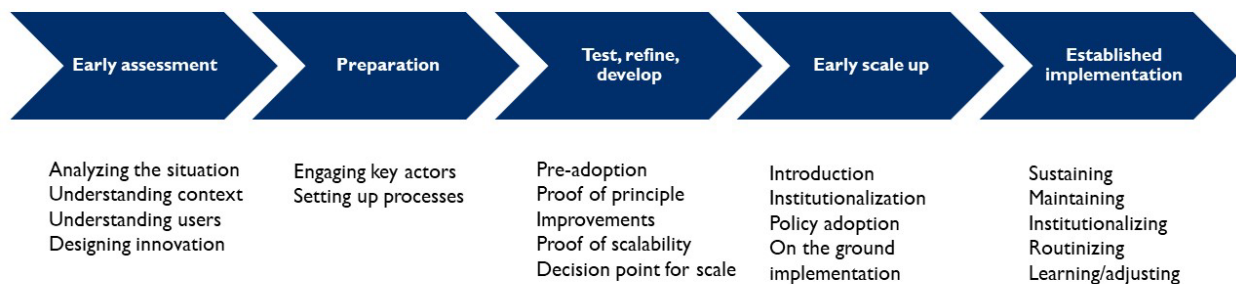 Early assessment
Preparation
Test, refine,
develop
Early scale up
Established
implementation
Analyzing the situation
Understanding context
Understanding users
Designing innovation
Engaging key actors
Setting up processes
Pre-adoption
Proof of principle
Improvements
Proof of scalability
Decision point for scale
Introduction
Institutionalization
Policy adoption
On the ground
implementation
Sustaining
Maintaining
Institutionalizing
Routinizing
Learning/adjusting